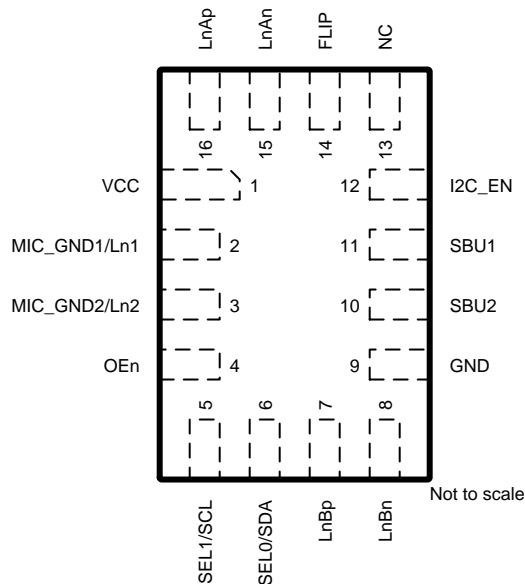 LnAp
LnAn
FLIP
NC
16
15
14
13
VCC
1
12
I2C_EN
MIC_GND1/Ln1
2
11
SBU1
MIC_GND2/Ln2
3
10
SBU2
OEn
4
9
GND
5
6
7
8
Not to scale
SEL1/SCL
SEL0/SDA
LnBp
LnBn